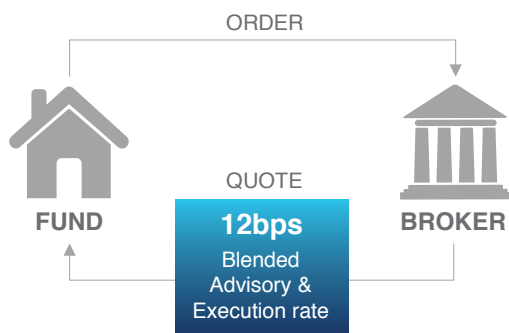 ORDER
FUND
BROKER
QUOTE
12bps
Blended
Advisory &
Execution rate